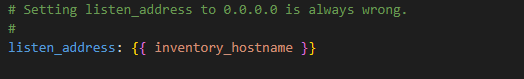 # Setting listen_address to 0.0.0.0 is always wrong.
#
listen_address: {{ inventory_hostname }}